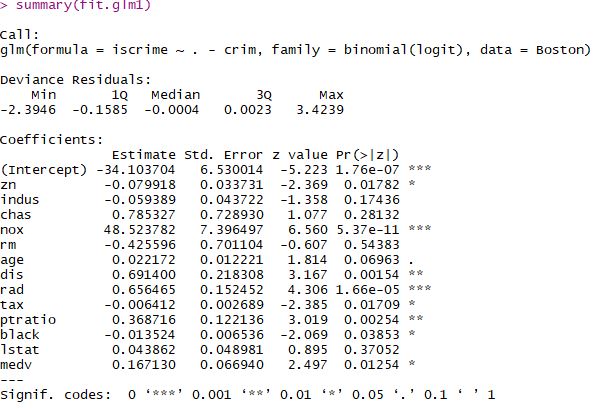 > summary(fit.glm1)

Call:
glm(formula = iscrime ~ . - crim, family = binomial(logit), data = Boston)

Deviance Residuals:
    Min       1Q   Median       3Q      Max
-2.3946  -0.1585  -0.0004   0.0023   3.4239

Coefficients:
              Estimate Std. Error z value Pr(>|z|)
(Intercept) -34.103704   6.530014  -5.223 1.76e-07 ***
zn           -0.079918   0.033731  -2.369  0.01782 *
indus        -0.059389   0.043722  -1.358  0.17436
chas          0.785327   0.728930   1.077  0.28132
nox          48.523782   7.396497   6.560 5.37e-11 ***
rm           -0.425596   0.701104  -0.607  0.54383
age           0.022172   0.012221   1.814  0.06963 .
dis           0.691400   0.218308   3.167  0.00154 **
rad           0.656465   0.152452   4.306 1.66e-05 ***
tax          -0.006412   0.002689  -2.385  0.01709 *
ptratio       0.368716   0.122136   3.019  0.00254 **
black        -0.013524   0.006536  -2.069  0.03853 *
lstat         0.043862   0.048981   0.895  0.37052
medv          0.167130   0.066940   2.497  0.01254 *
---
Signif. codes:  0 ‘***’ 0.001 ‘**’ 0.01 ‘*’ 0.05 ‘.’ 0.1 ‘ ’ 1